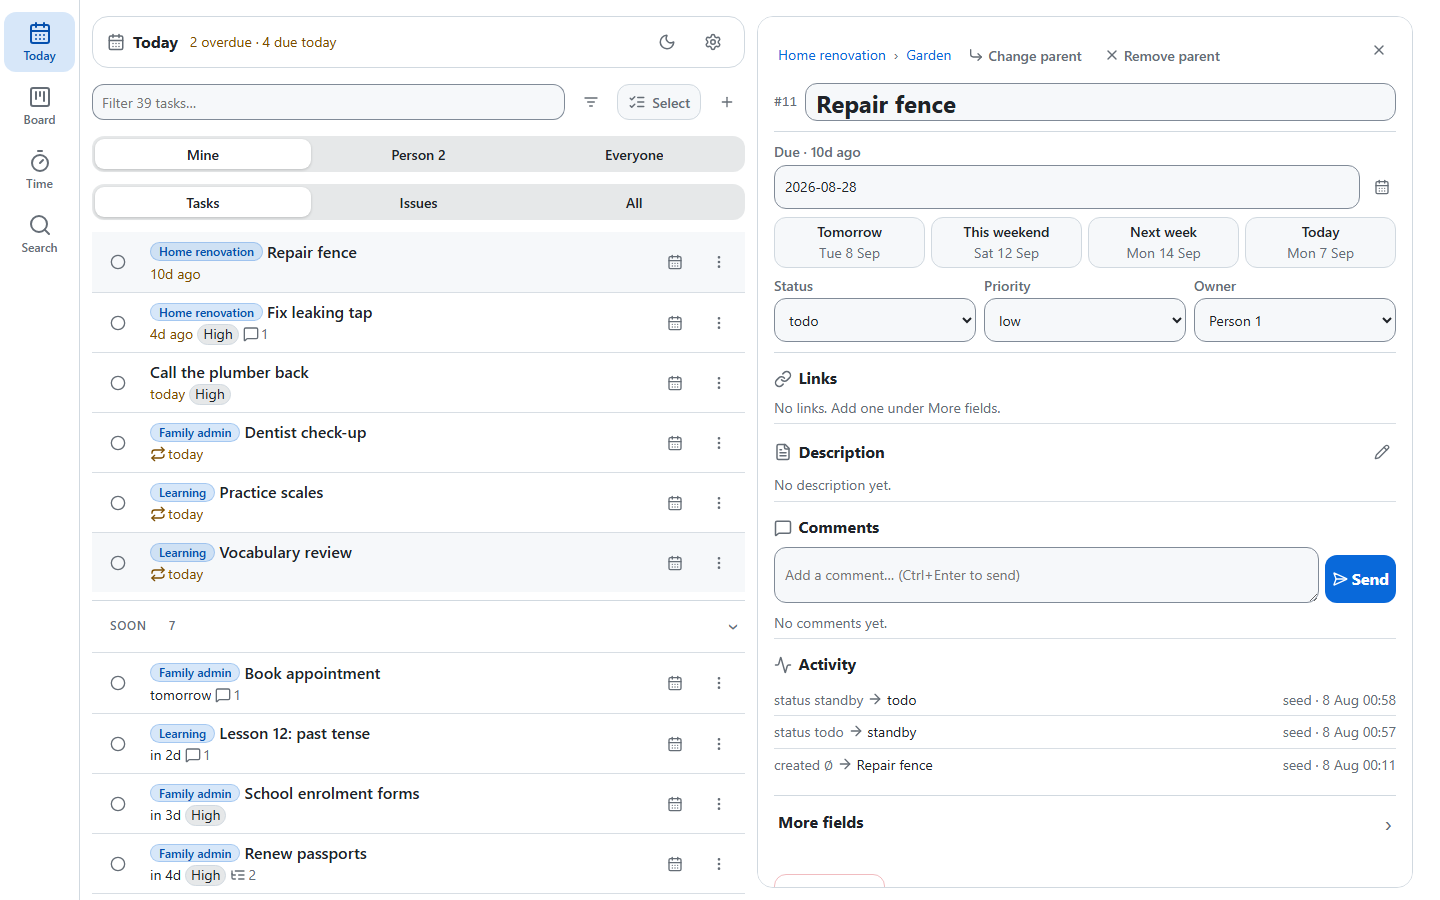 Today
Board
Time
Search
Today 2 overdue · 4 due today
Filter 39 tasks...
Select
Mine Person 2 Everyone
Tasks Issues All
Home renovation Repair fence
10d ago
Home renovation Fix leaking tap
4d ago High 1
Call the plumber back
today High
Family admin Dentist check-up
today
Learning Practice scales
today
Learning Vocabulary review
today
SOON 7
Family admin Book appointment
tomorrow 1
Learning Lesson 12: past tense
in 2d 1
Family admin School enrolment forms
in 3d High
Family admin Renew passports
in 4d High 2
Home renovation › Garden Change parent Remove parent
#11 Repair fence
Due · 10d ago
2026-08-28
Tomorrow This weekend Next week Today
Tue 8 Sep Sat 12 Sep Mon 14 Sep Mon 7 Sep
Status Priority Owner
todo low Person 1
Links
No links. Add one under More fields.
Description
No description yet.
Comments
Add a comment... (Ctrl+Enter to send)
Send
No comments yet.
Activity
status standby → todo seed · 8 Aug 00:58
status todo → standby seed · 8 Aug 00:57
created ∅ → Repair fence seed · 8 Aug 00:11
More fields